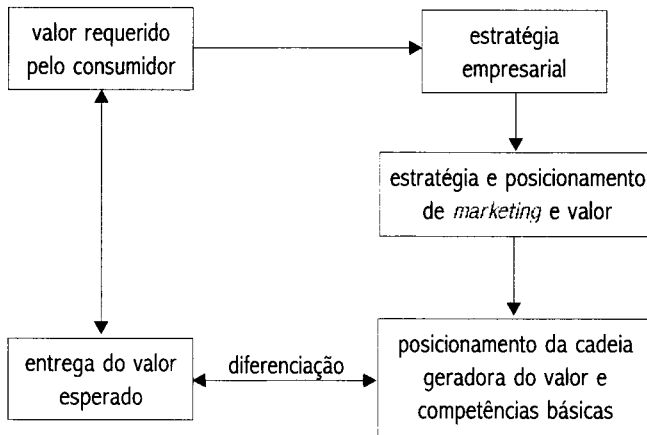 valor requerido
pelo consumidor
estratégia
empresarial
estratégia e posicionamento
de marketing e valor
entrega do valor
esperado
diferenciação
posicionamento da cadeia
geradora do valor e
competências básicas